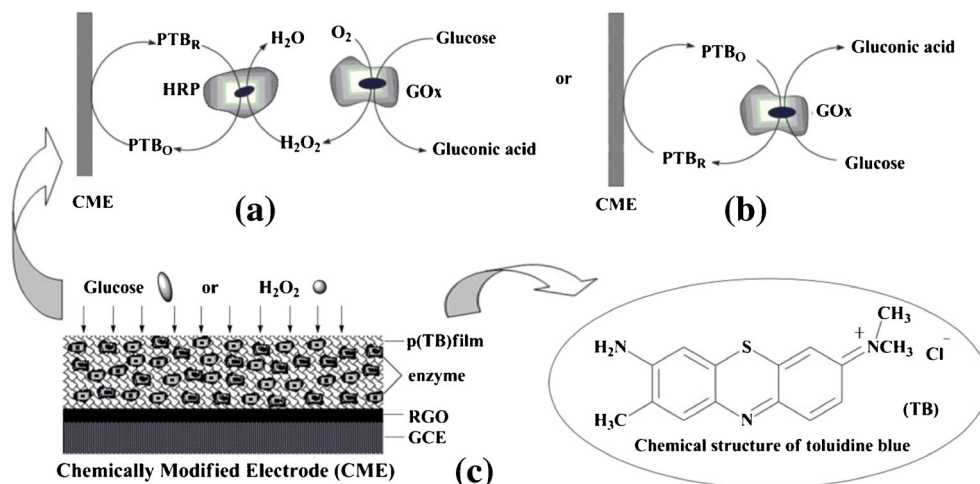 PTB_R
H₂O
HRP
PTB_O
H₂O₂
CME
(a)
O₂
Glucose
GOx
Gluconic acid
or
PTB_O
Gluconic acid
GOx
PTB_R
Glucose
CME
(b)
Glucose or H₂O₂
p(TB)film
enzyme
RGO
GCE
Chemically Modified Electrode (CME)
(c)
H₂N
S
+
N
CH₃
CH₃
Cl⁻
H₃C
N
(TB)
Chemical structure of toluidine blue